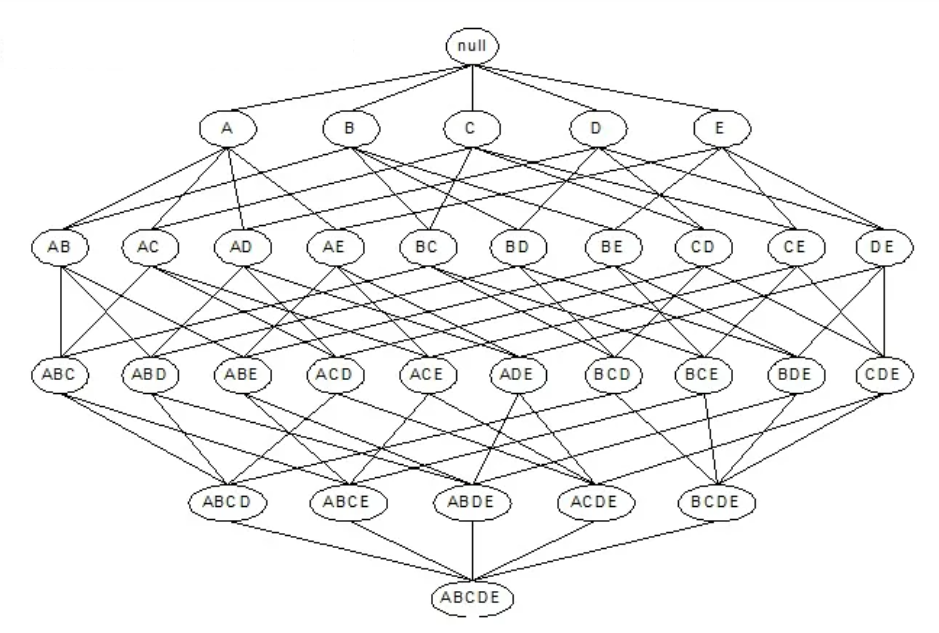 null
A B C D E
AB AC AD AE BC BD BE CD CE DE
ABC ABD ABE ACD ACE ADE BCD BCE BDE CDE
ABCD ABCE ABDE ACDE BCDE
ABCDE